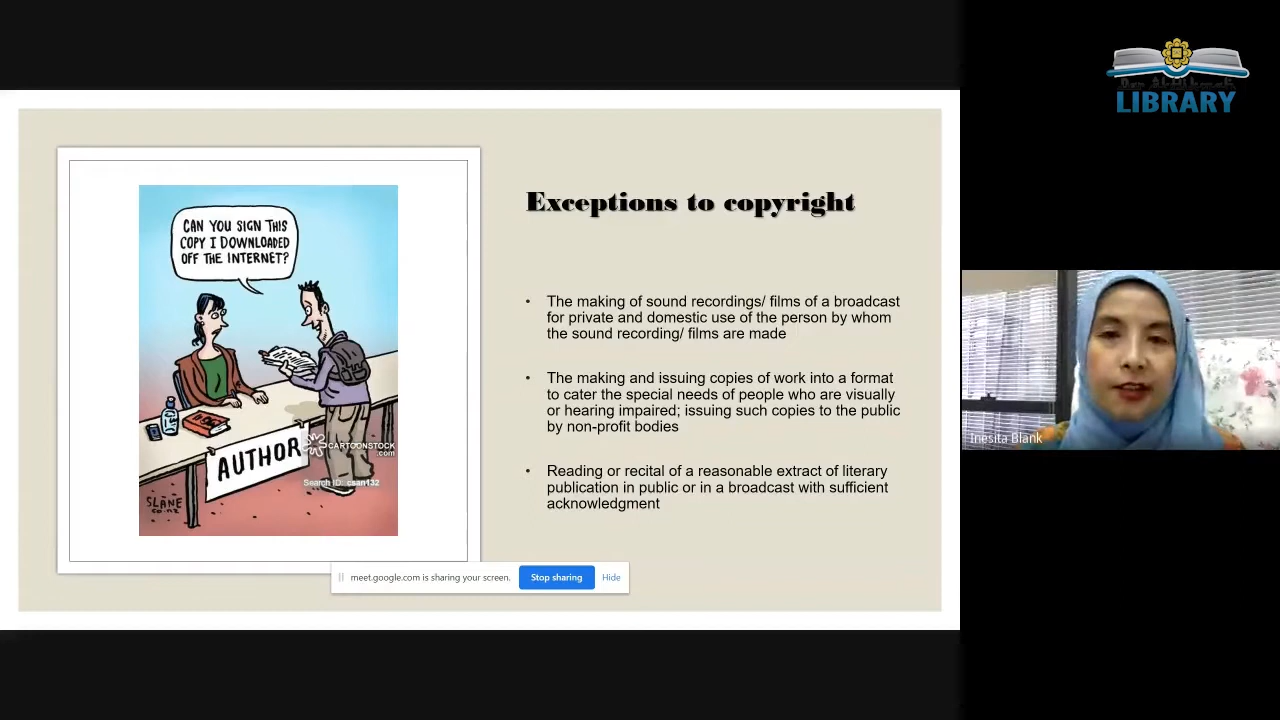 LIBRARY
Exceptions to copyright
CAN YOU SIGN THIS
COPY I DOWNLOADED
OFF THE INTERNET?
AUTHOR
CARTOONSTOCK
.com
Search ID: csan132
SLANE
co.nz
• The making of sound recordings/ films of a broadcast
for private and domestic use of the person by whom
the sound recording/ films are made
• The making and issuing copies of work into a format
to cater the special needs of people who are visually
or hearing impaired; issuing such copies to the public
by non-profit bodies
• Reading or recital of a reasonable extract of literary
publication in public or in a broadcast with sufficient
acknowledgment
meet.google.com is sharing your screen.
Stop sharing
Hide
Inesita Blank